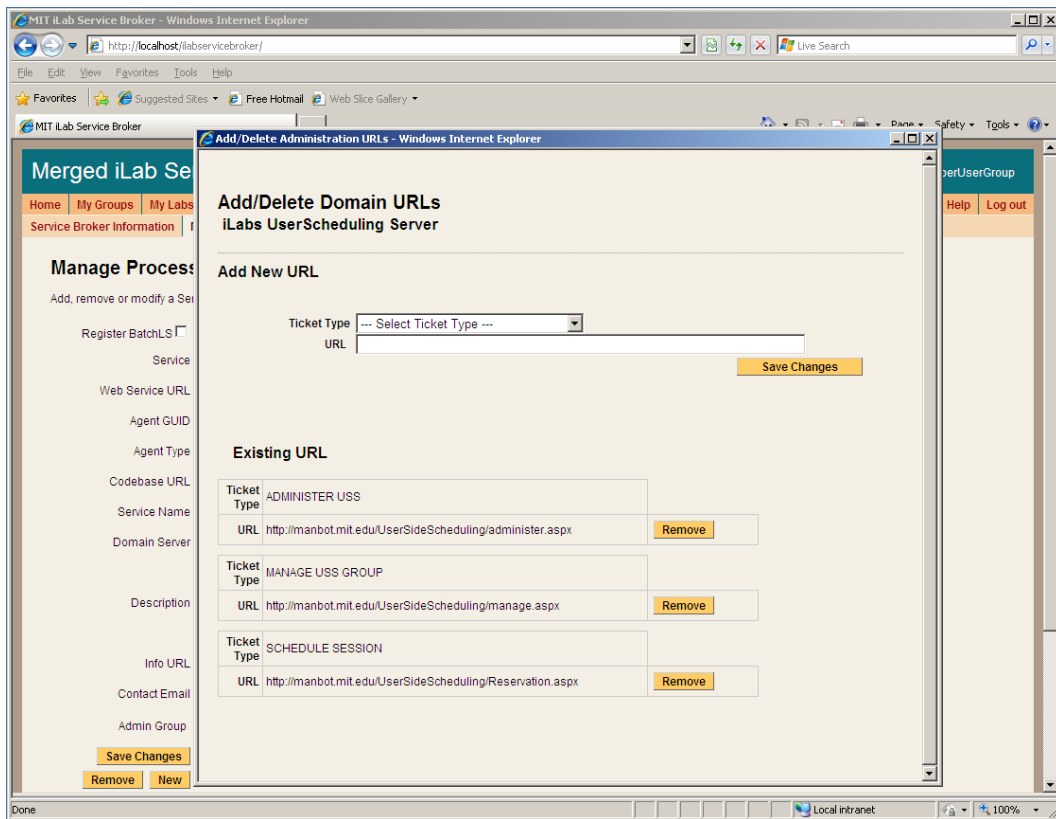 MIT iLab Service Broker - Windows Internet Explorer
http://localhost/ilabservicebroker/
Live Search
File Edit View Favorites Tools Help
Favorites Suggested Sites Free Hotmail Web Slice Gallery
MIT iLab Service Broker
Page Safety Tools
Add/Delete Administration URLs - Windows Internet Explorer
Merged iLab Se
perUserGroup
Home My Groups My Labs
Help Log out
Service Broker Information
Add/Delete Domain URLs
iLabs UserScheduling Server
Manage Process
Add, remove or modify a Ser
Add New URL
Register BatchLS
Ticket Type --- Select Ticket Type ---
URL
Save Changes
Service
Web Service URL
Agent GUID
Agent Type
Codebase URL
Service Name
Domain Server
Description
Info URL
Contact Email
Admin Group
Save Changes
Remove New
Existing URL
Ticket Type ADMINISTER USS
URL http://manbot.mit.edu/UserSideScheduling/administer.aspx Remove
Ticket Type MANAGE USS GROUP
URL http://manbot.mit.edu/UserSideScheduling/manage.aspx Remove
Ticket Type SCHEDULE SESSION
URL http://manbot.mit.edu/UserSideScheduling/Reservation.aspx Remove
Done Local intranet 100%